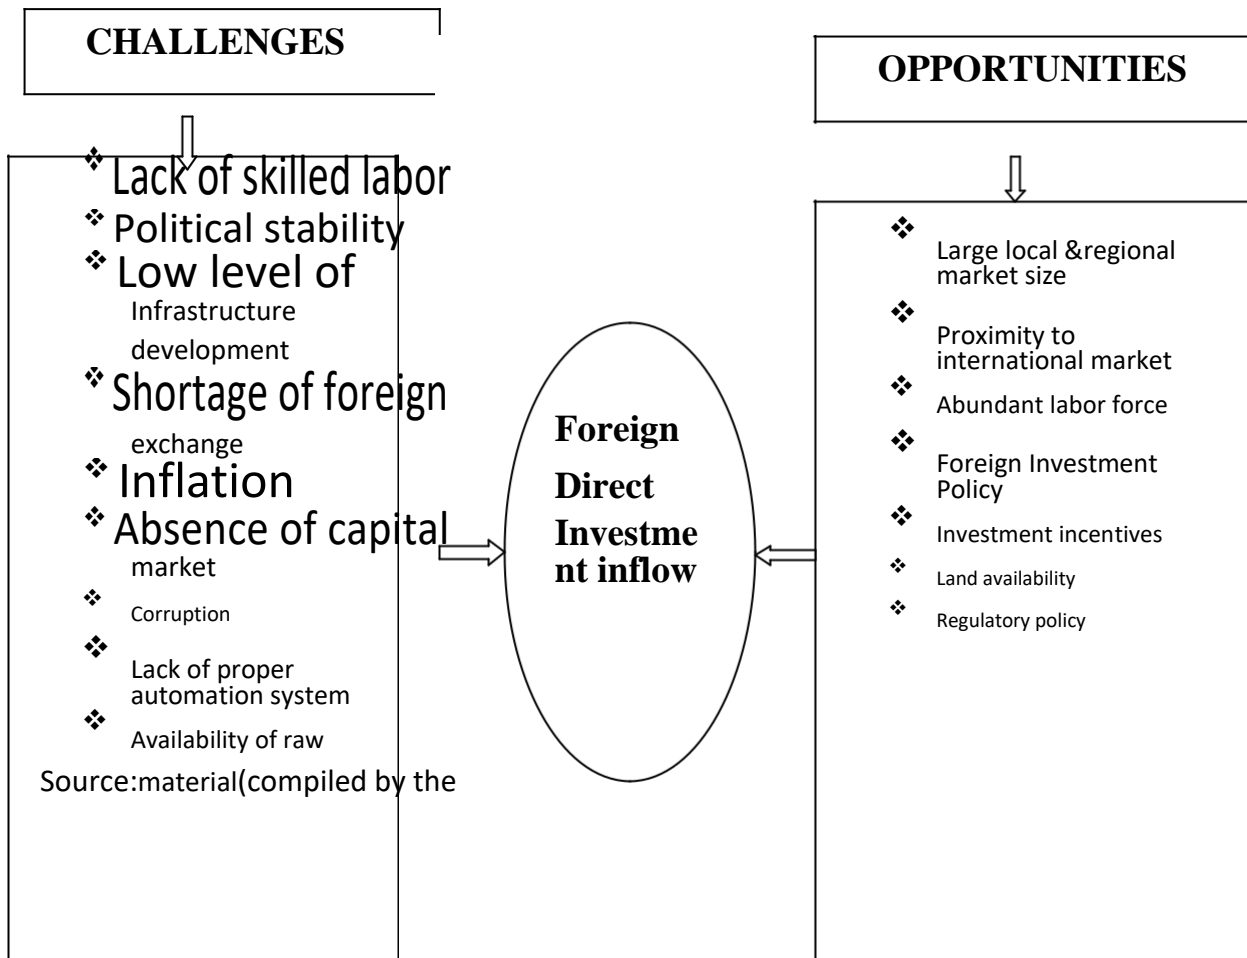 CHALLENGES
❖ Lack of skilled labor
❖ Political stability
❖ Low level of
Infrastructure
development
❖ Shortage of foreign
exchange
❖ Inflation
❖ Absence of capital
market
❖ Corruption
❖ Lack of proper
automation system
❖ Availability of raw
Source:material(compiled by the
Foreign
Direct
Investme
nt inflow
OPPORTUNITIES
❖ Large local &regional
market size
❖ Proximity to
international market
❖ Abundant labor force
❖ Foreign Investment
Policy
❖ Investment incentives
❖ Land availability
❖ Regulatory policy